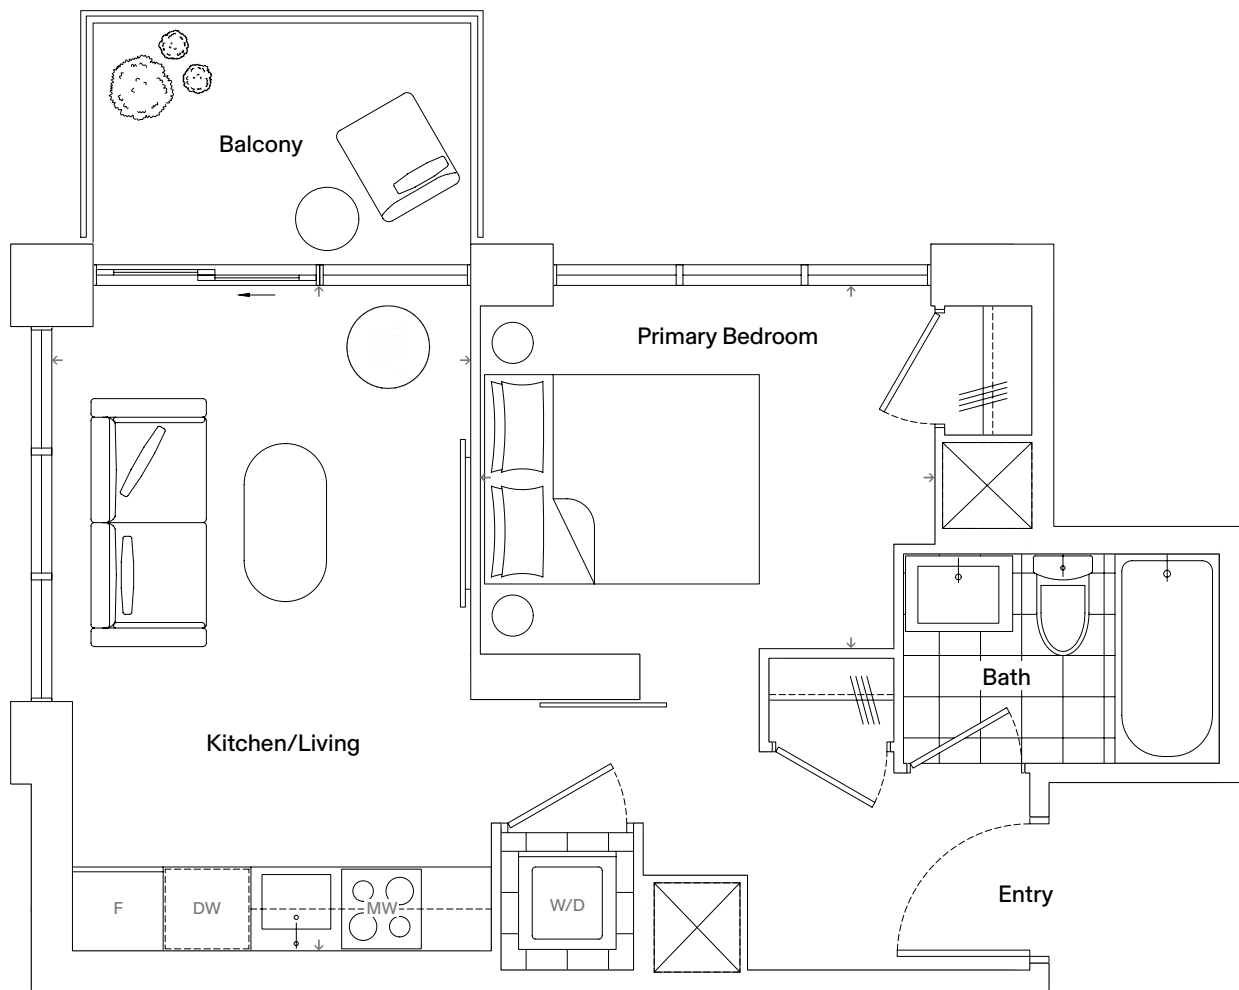 Balcony
Primary Bedroom
Bath
Kitchen/Living
Entry
F
DW
MW
W/D